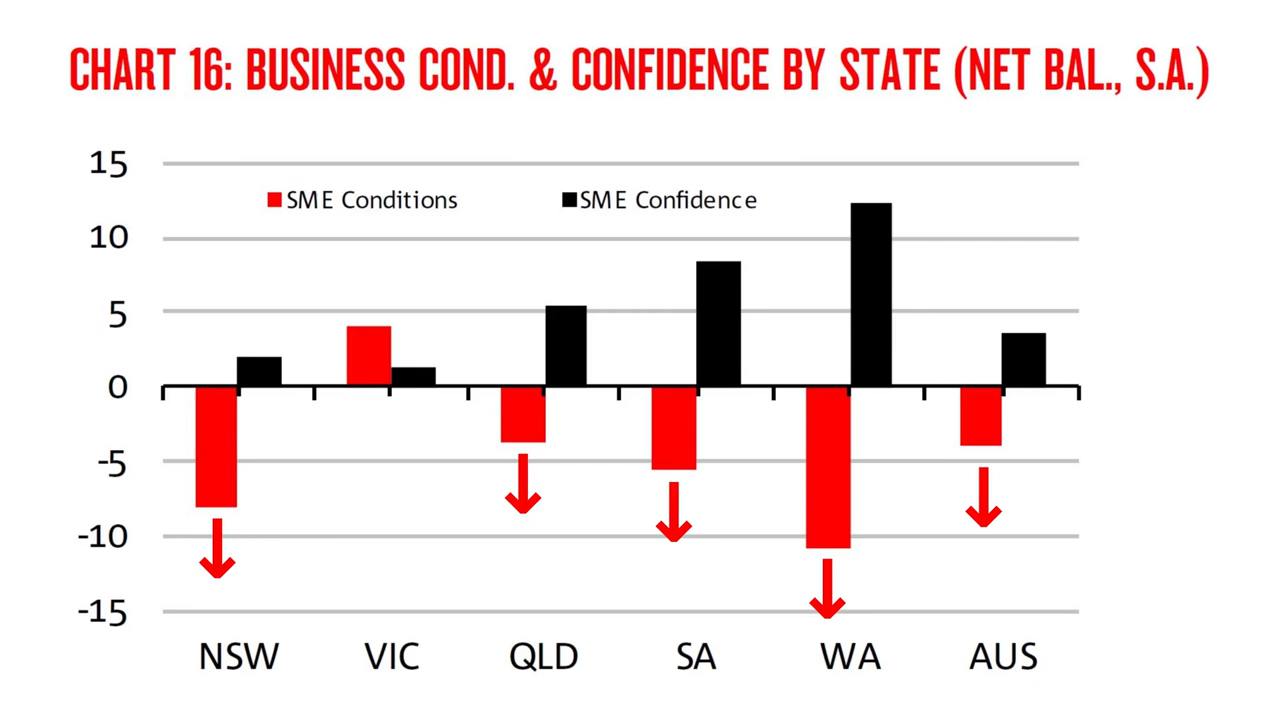 CHART 16: BUSINESS COND. & CONFIDENCE BY STATE (NET BAL., S.A.)
15
SME Conditions SME Confidence
10
5
0
-5
-10
-15
NSW VIC QLD SA WA AUS